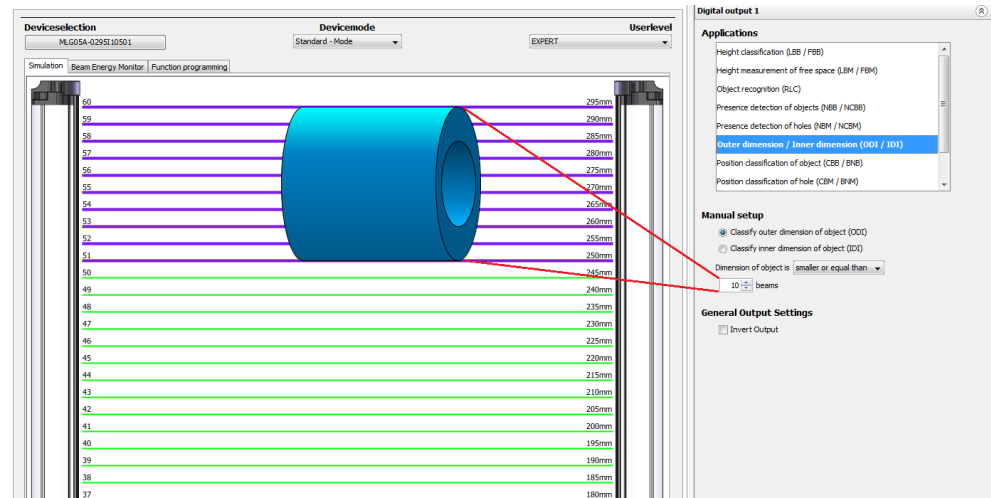 Deviceselection
Devicemode
Userlevel
MLG05A-0295I10501
Standard - Mode
EXPERT
Simulation
Beam Energy Monitor
Function programming
60 295mm
59 290mm
58 285mm
57 280mm
56 275mm
55 270mm
54 265mm
53 260mm
52 255mm
51 250mm
50 245mm
49 240mm
48 235mm
47 230mm
46 225mm
45 220mm
44 215mm
43 210mm
42 205mm
41 200mm
40 195mm
39 190mm
38 185mm
37 180mm
Digital output 1
Applications
Height classification (LBB / FBB)
Height measurement of free space (LBM / FBM)
Object recognition (RLC)
Presence detection of objects (NBB / NCBB)
Presence detection of holes (NBM / NCBM)
Outer dimension / Inner dimension (ODI / IDI)
Position classification of object (CBB / BNB)
Position classification of hole (CBM / BNM)
Manual setup
Classify outer dimension of object (ODI)
Classify inner dimension of object (IDI)
Dimension of object is smaller or equal than
10 beams
General Output Settings
Invert Output